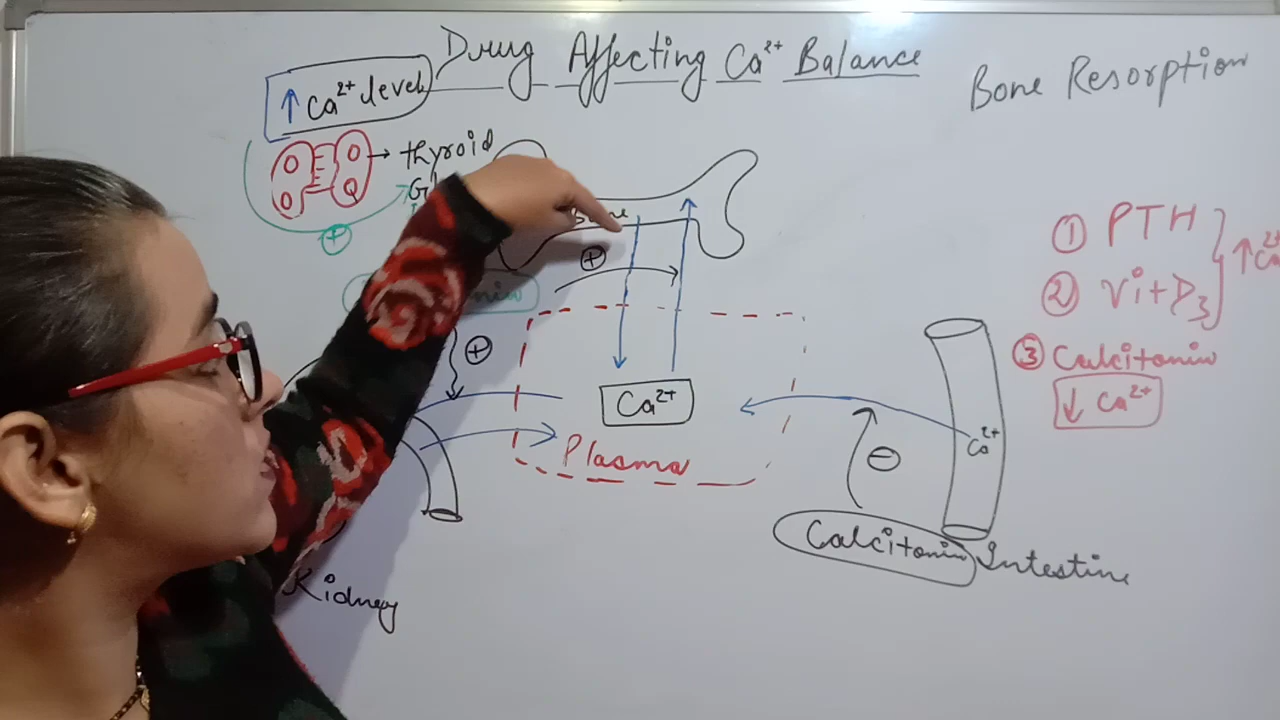 Drug Affecting Ca²⁺ Balance
Bone Resorption
↑ Ca²⁺ level
→ thyroid
⊕
⊕
① PTH
② Vit D₃
↑ Ca²⁺
③ Calcitonin
↓ Ca²⁺
⊕
Ca²⁺
Plasma
Ca²⁺
⊖
Calcitonin
Intestine
Kidney